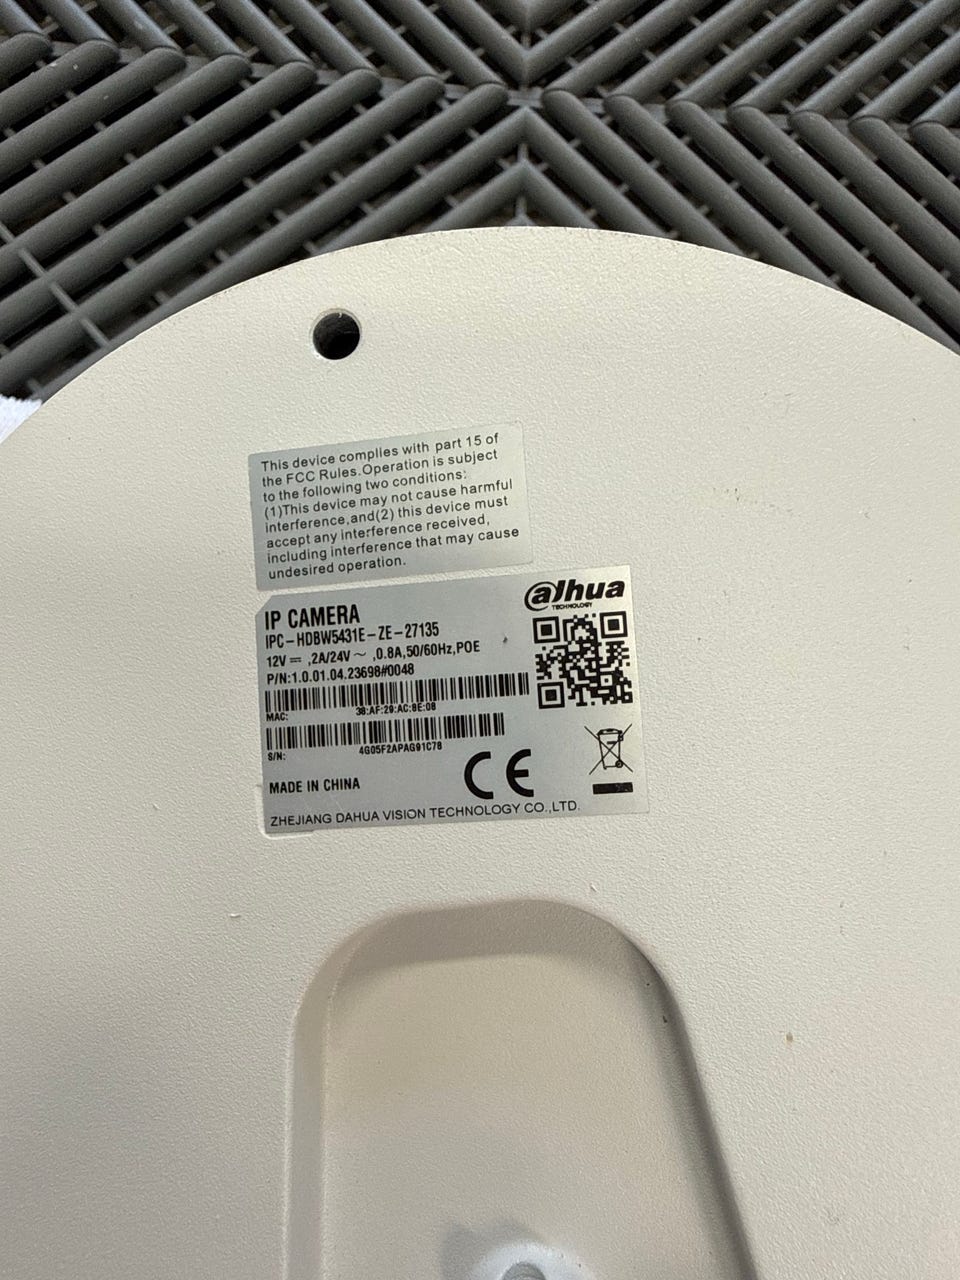 This device complies with part 15 of
the FCC Rules.Operation is subject
to the following two conditions:
(1)This device may not cause harmful
interference,and(2) this device must
accept any interference received,
including interference that may cause
undesired operation.
alhua
TECHNOLOGY
IP CAMERA
IPC-HDBW5431E-ZE-27135
12V ⎓ ,2A/24V ~ ,0.8A,50/60Hz,POE
P/N:1.0.01.04.23698#0048
MAC: 38:AF:29:AC:8E:08
S/N: 4G05F2APAG91C78
MADE IN CHINA
CE
ZHEJIANG DAHUA VISION TECHNOLOGY CO.,LTD.